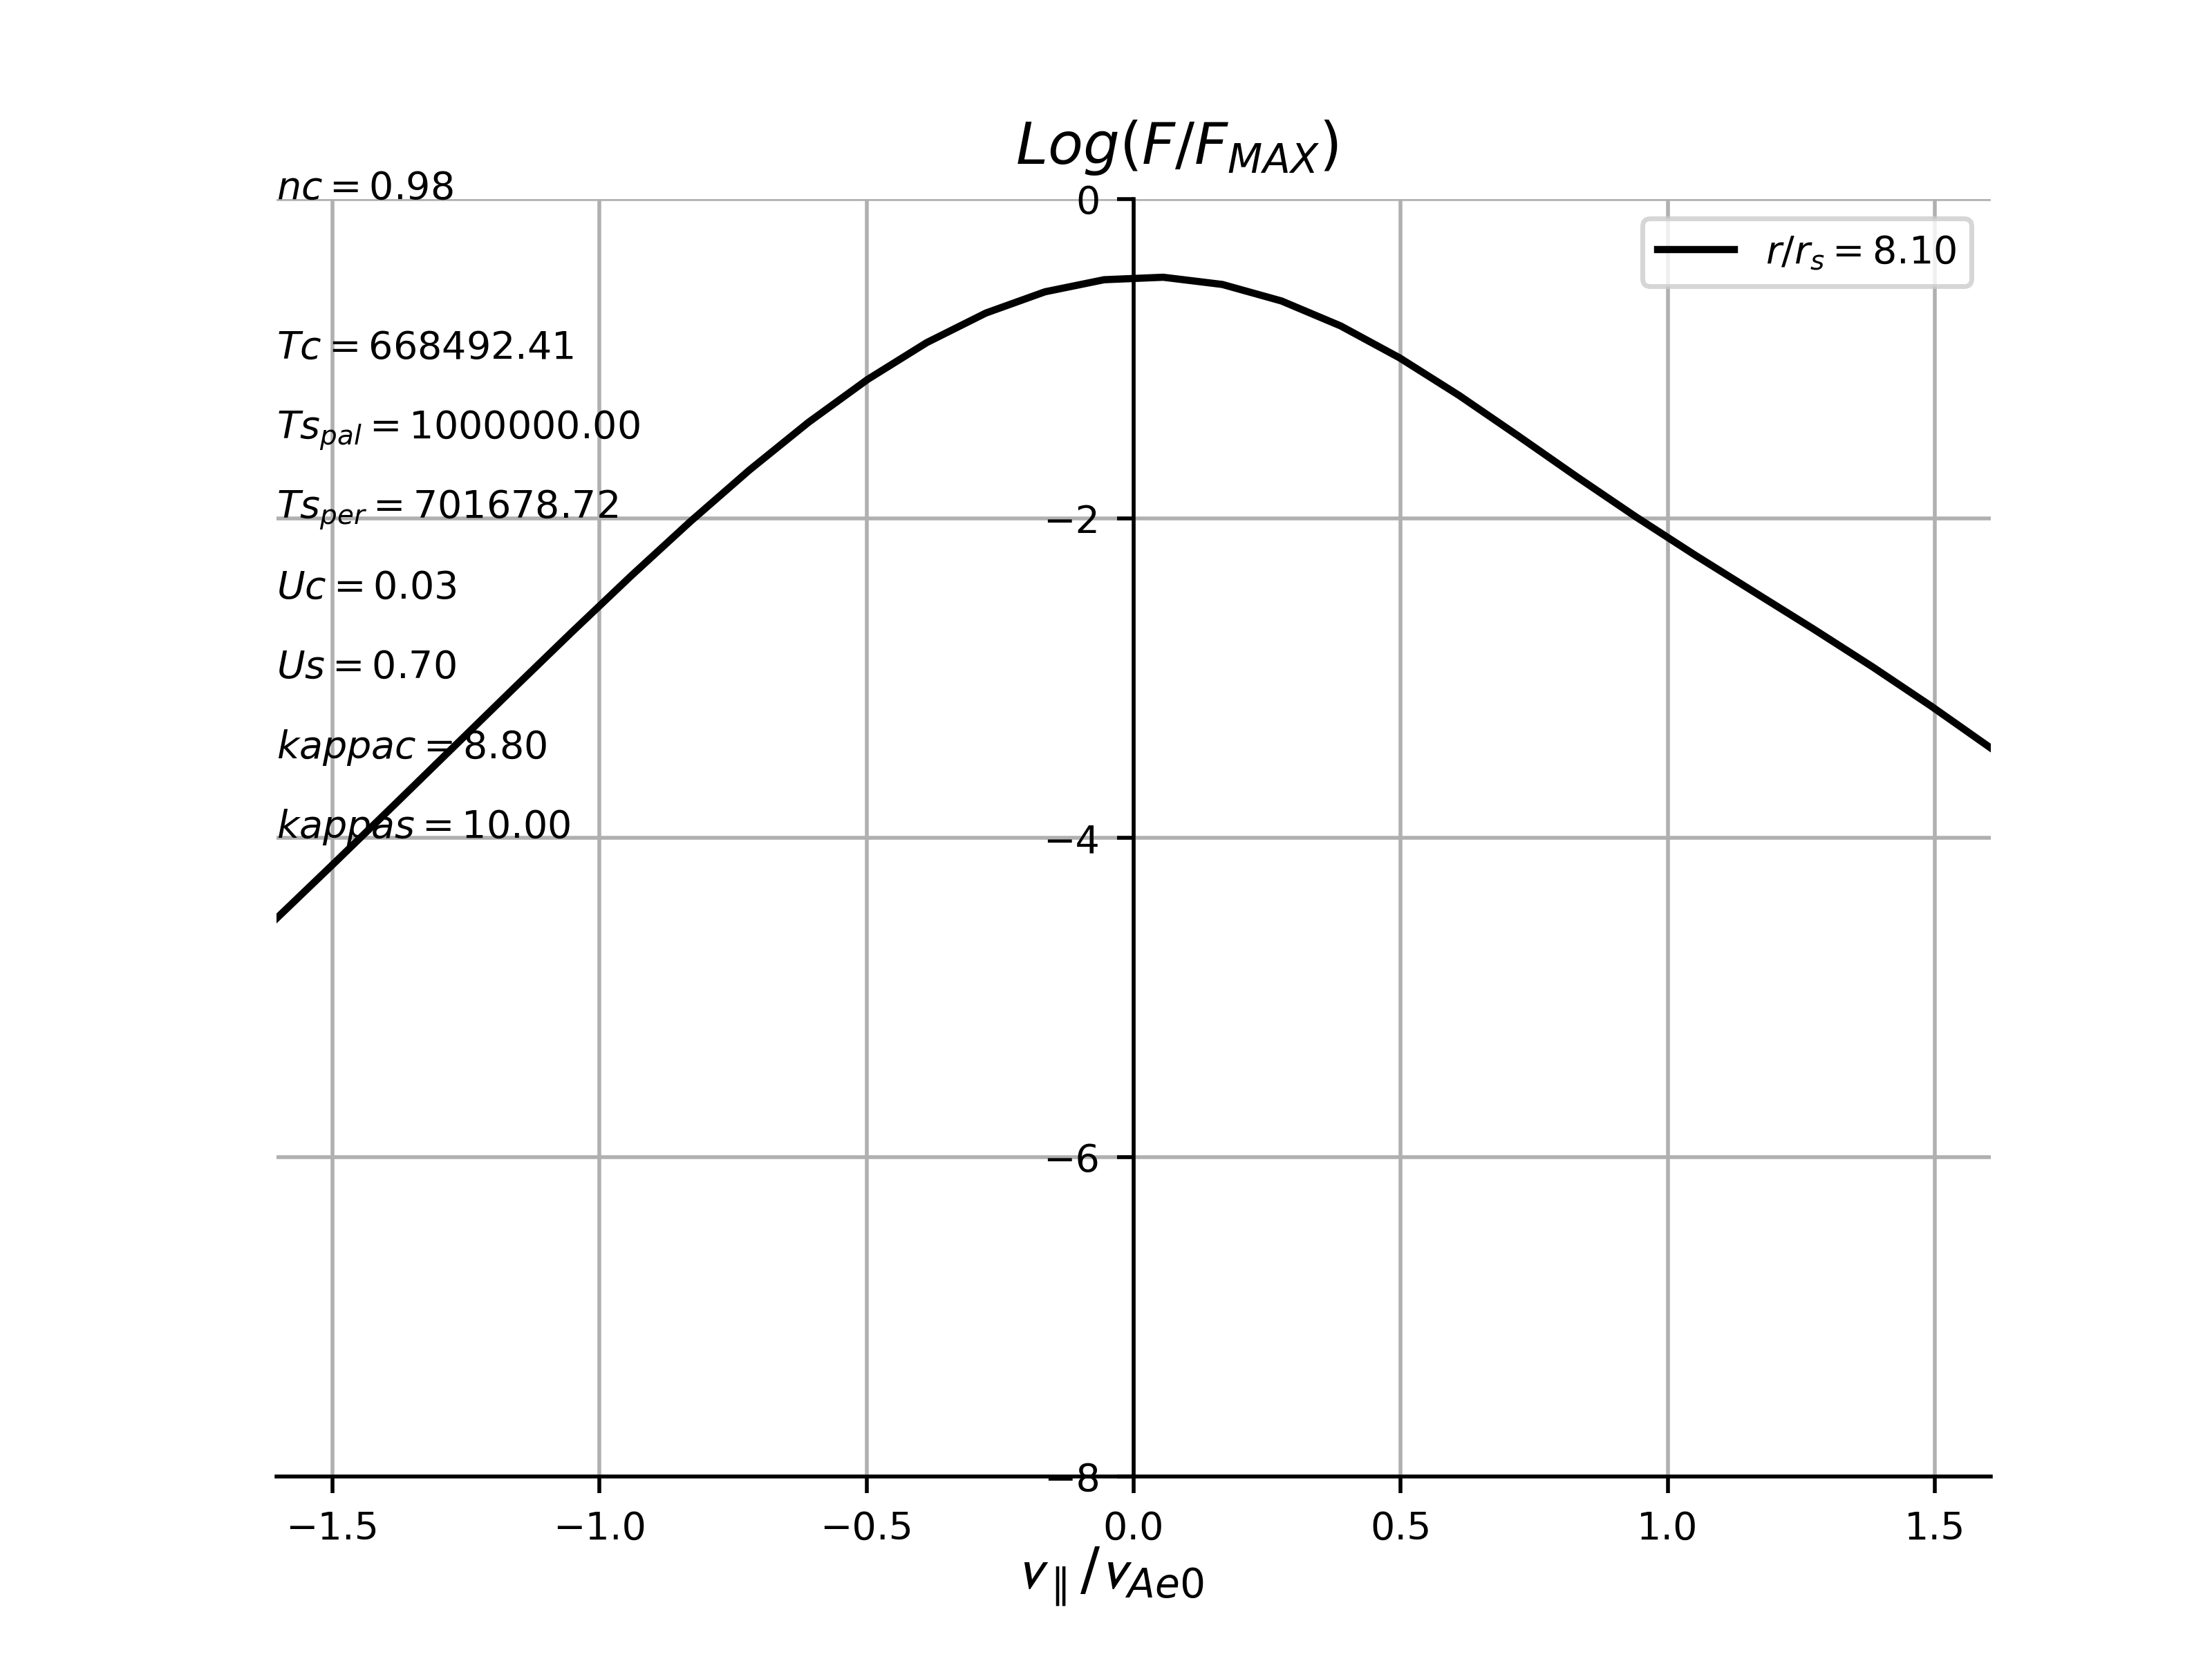 Log(F/F_MAX)
nc = 0.98
0
r/r_s = 8.10
Tc = 668492.41
Ts_pal = 1000000.00
Ts_per = 701678.72
−2
Uc = 0.03
Us = 0.70
kappac = 8.80
kappas = 10.00
−4
−6
−8
−1.5 −1.0 −0.5 0.0 0.5 1.0 1.5
v_∥/v_Ae0